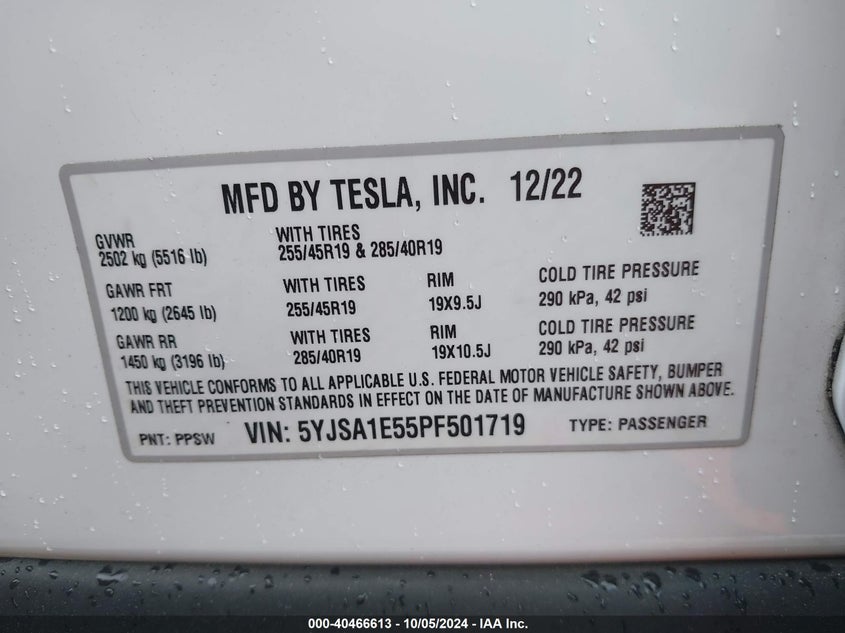 MFD BY TESLA, INC. 12/22
GVWR
2502 kg (5516 lb)
WITH TIRES
255/45R19 & 285/40R19
GAWR FRT
1200 kg (2645 lb)
WITH TIRES
255/45R19
RIM
19X9.5J
COLD TIRE PRESSURE
290 kPa, 42 psi
GAWR RR
1450 kg (3196 lb)
WITH TIRES
285/40R19
RIM
19X10.5J
COLD TIRE PRESSURE
290 kPa, 42 psi
THIS VEHICLE CONFORMS TO ALL APPLICABLE U.S. FEDERAL MOTOR VEHICLE SAFETY, BUMPER
AND THEFT PREVENTION STANDARDS IN EFFECT ON THE DATE OF MANUFACTURE SHOWN ABOVE.
PNT: PPSW VIN: 5YJSA1E55PF501719 TYPE: PASSENGER
000-40466613 - 10/05/2024 - IAA Inc.